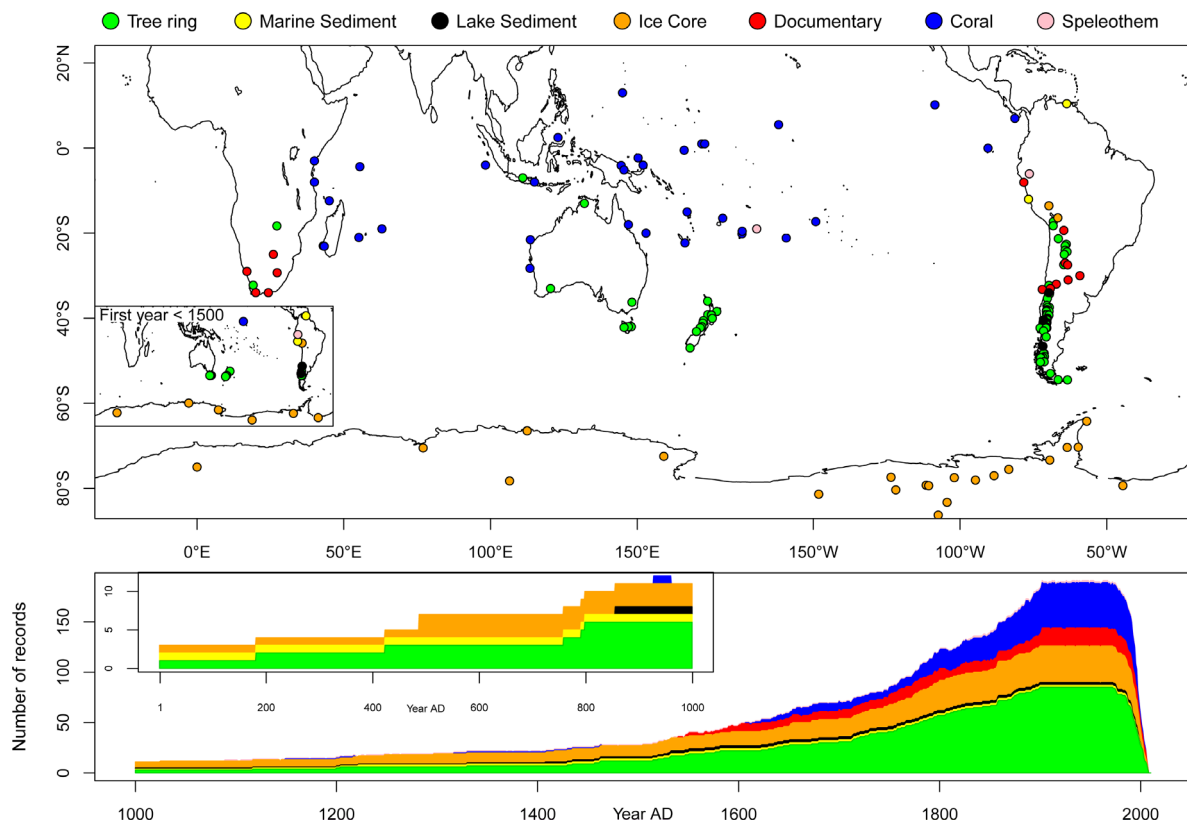 Tree ring Marine Sediment Lake Sediment Ice Core Documentary Coral Speleothem
20°N
0°
20°S
40°S
First year < 1500
60°S
80°S
0°E 50°E 100°E 150°E 150°W 100°W 50°W
Number of records
0 50 100 150
0 5 10
1 200 400 600 800 1000
Year AD
1000 1200 1400 1600 1800 2000
Year AD